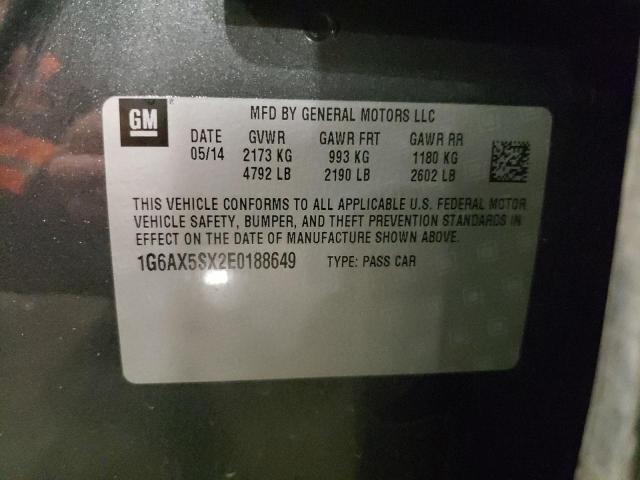 GM
MFD BY GENERAL MOTORS LLC
DATE GVWR GAWR FRT GAWR RR
05/14 2173 KG 993 KG 1180 KG
4792 LB 2190 LB 2602 LB
THIS VEHICLE CONFORMS TO ALL APPLICABLE U.S. FEDERAL MOTOR
VEHICLE SAFETY, BUMPER, AND THEFT PREVENTION STANDARDS IN
EFFECT ON THE DATE OF MANUFACTURE SHOWN ABOVE.
1G6AX5SX2E0188649 TYPE: PASS CAR